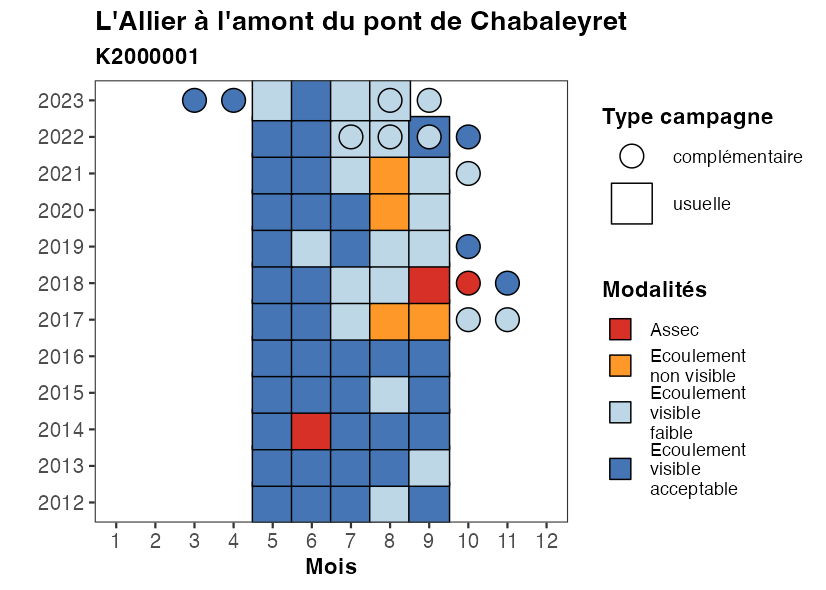 L'Allier à l'amont du pont de Chabaleyret
K2000001
2023
2022
2021
2020
2019
2018
2017
2016
2015
2014
2013
2012
1 2 3 4 5 6 7 8 9 10 11 12
Mois
Type campagne
complémentaire
usuelle
Modalités
Assec
Ecoulement
non visible
Ecoulement
visible
faible
Ecoulement
visible
acceptable